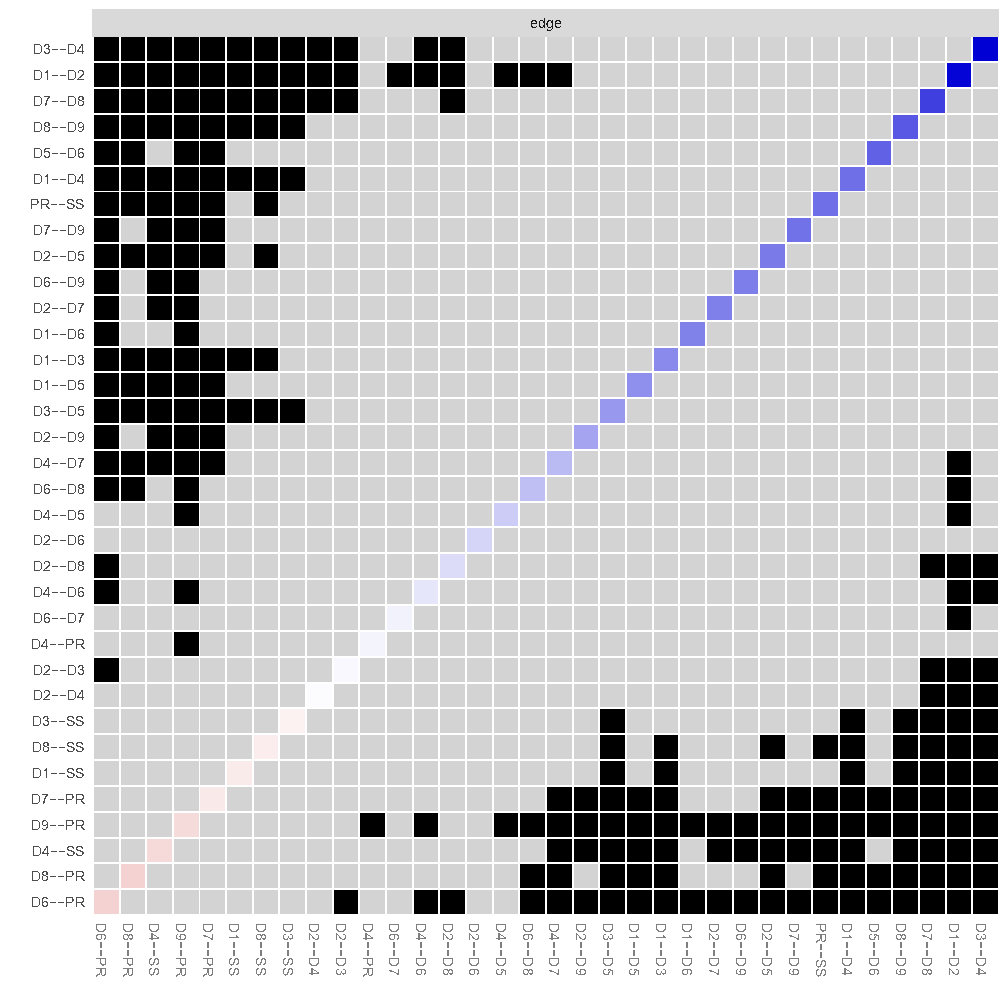 edge
D3--D4
D1--D2
D7--D8
D8--D9
D5--D6
D1--D4
PR--SS
D7--D9
D2--D5
D6--D9
D2--D7
D1--D6
D1--D3
D1--D5
D3--D5
D2--D9
D4--D7
D6--D8
D4--D5
D2--D6
D2--D8
D4--D6
D6--D7
D4--PR
D2--D3
D2--D4
D3--SS
D8--SS
D1--SS
D7--PR
D9--PR
D4--SS
D8--PR
D6--PR
D6--PR
D8--PR
D4--SS
D9--PR
D7--PR
D1--SS
D8--SS
D3--SS
D2--D4
D2--D3
D4--PR
D6--D7
D4--D6
D2--D8
D2--D6
D4--D5
D6--D8
D4--D7
D2--D9
D3--D5
D1--D5
D1--D3
D1--D6
D2--D7
D6--D9
D2--D5
D7--D9
PR--SS
D1--D4
D5--D6
D8--D9
D7--D8
D1--D2
D3--D4